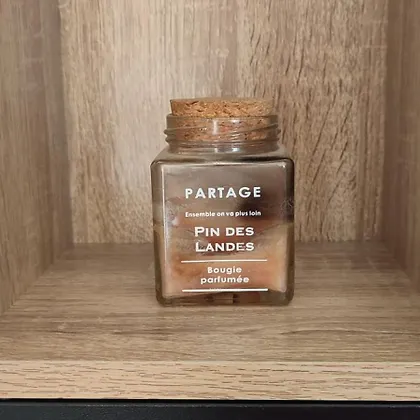 PARTAGE
Ensemble on va plus loin
PIN DES
LANDES
Bougie
parfumée